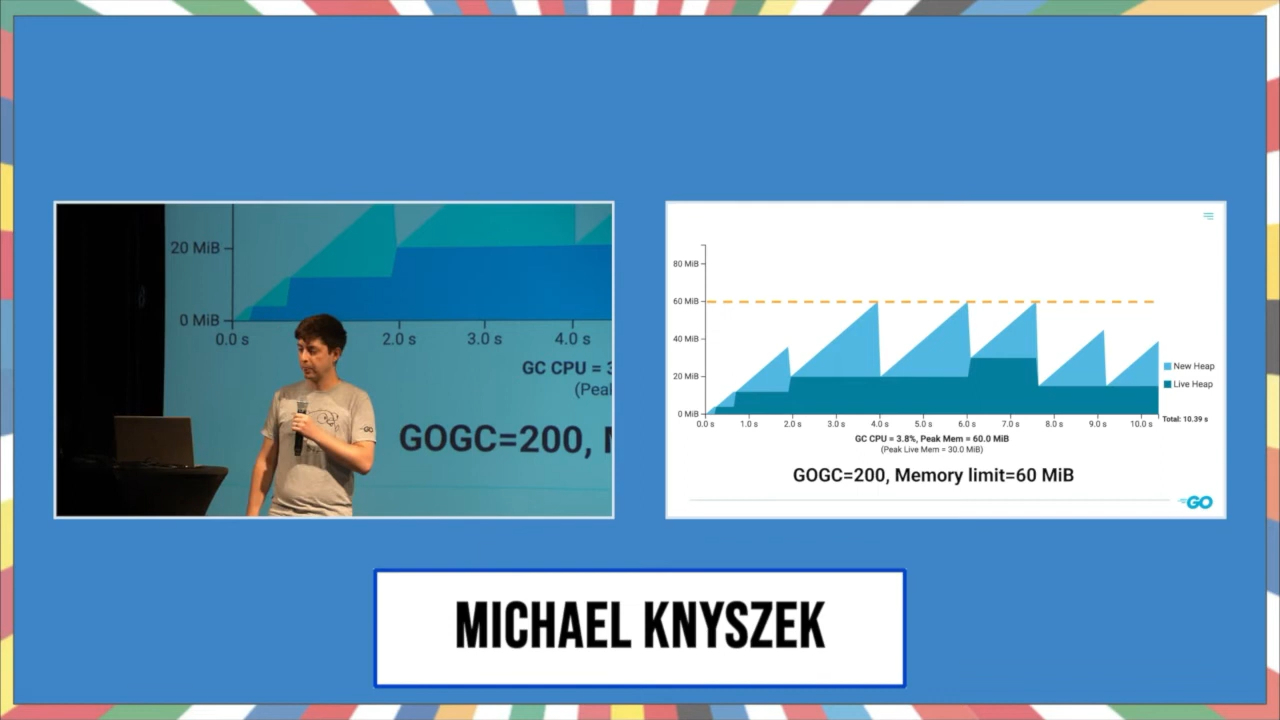 20 MiB
0 MiB
0.0 s
2.0 s
3.0 s
4.0 s
GC CPU = 3
(Peal
GOGC=200,
GO
80 MiB
60 MiB
40 MiB
20 MiB
0 MiB
0.0 s 1.0 s 2.0 s 3.0 s 4.0 s 5.0 s 6.0 s 7.0 s 8.0 s 9.0 s 10.0 s
New Heap
Live Heap
Total: 10.39 s
GC CPU = 3.8%, Peak Mem = 60.0 MiB
(Peak Live Mem = 30.0 MiB)
GOGC=200, Memory limit=60 MiB
GO
MICHAEL KNYSZEK